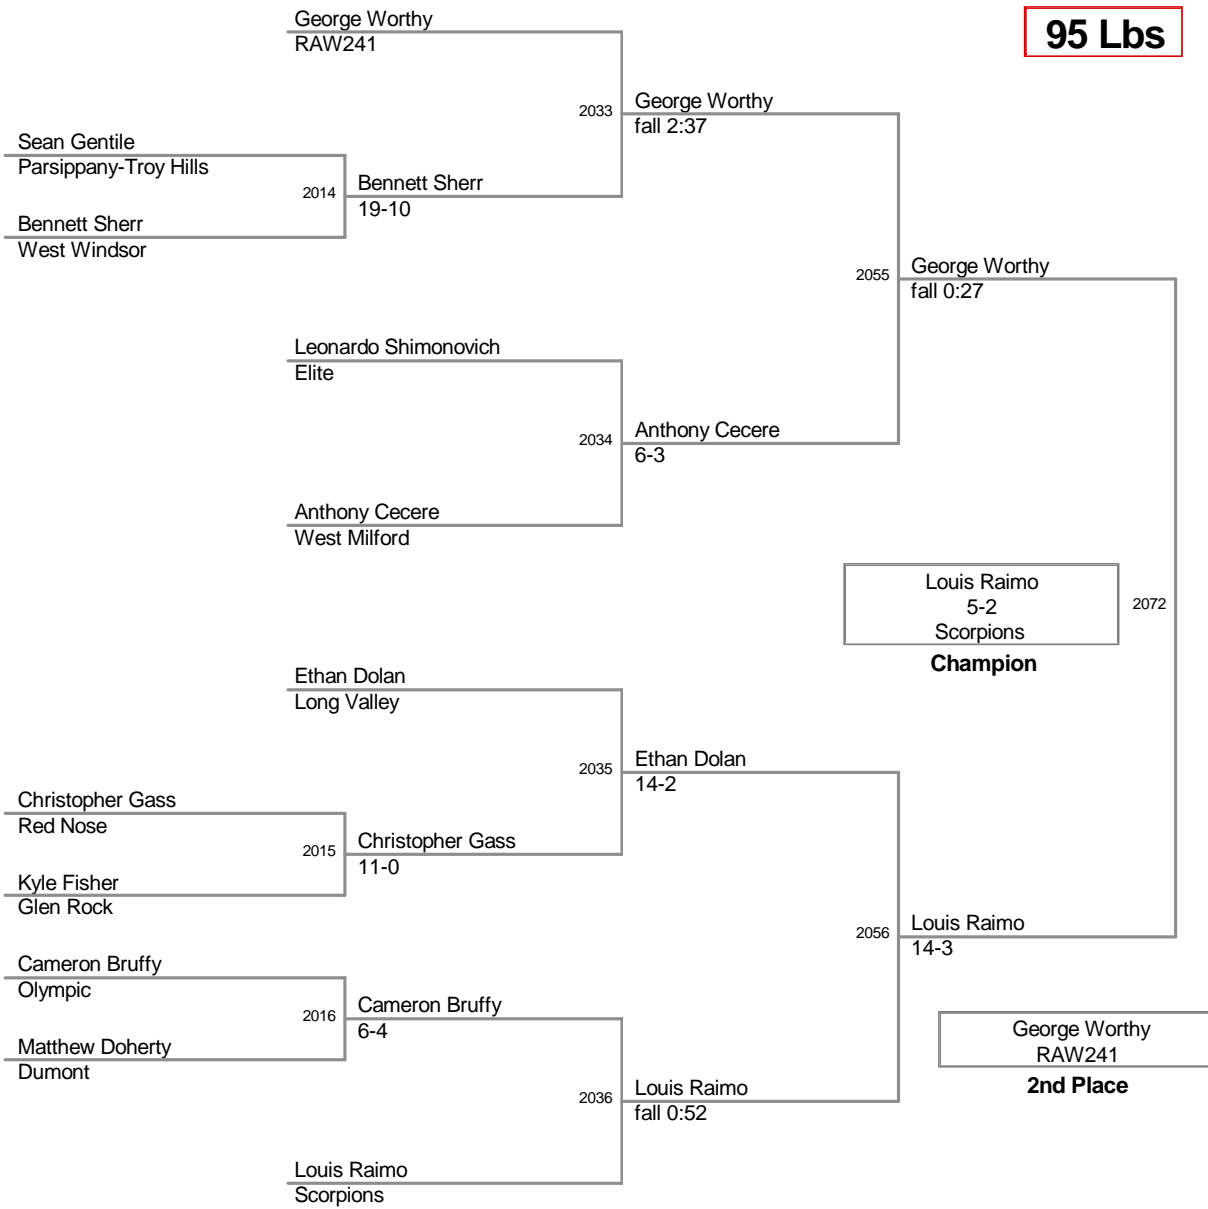 George Worthy
RAW241
95 Lbs
2033
George Worthy
fall 2:37
Sean Gentile
Parsippany-Troy Hills
2014
Bennett Sherr
19-10
Bennett Sherr
West Windsor
2055
George Worthy
fall 0:27
Leonardo Shimonovich
Elite
2034
Anthony Cecere
6-3
Anthony Cecere
West Milford
Louis Raimo
5-2
Scorpions
Champion
2072
Ethan Dolan
Long Valley
2035
Ethan Dolan
14-2
Christopher Gass
Red Nose
2015
Christopher Gass
11-0
Kyle Fisher
Glen Rock
2056
Louis Raimo
14-3
Cameron Bruffy
Olympic
2016
Cameron Bruffy
6-4
Matthew Doherty
Dumont
George Worthy
RAW241
2nd Place
2036
Louis Raimo
fall 0:52
Louis Raimo
Scorpions